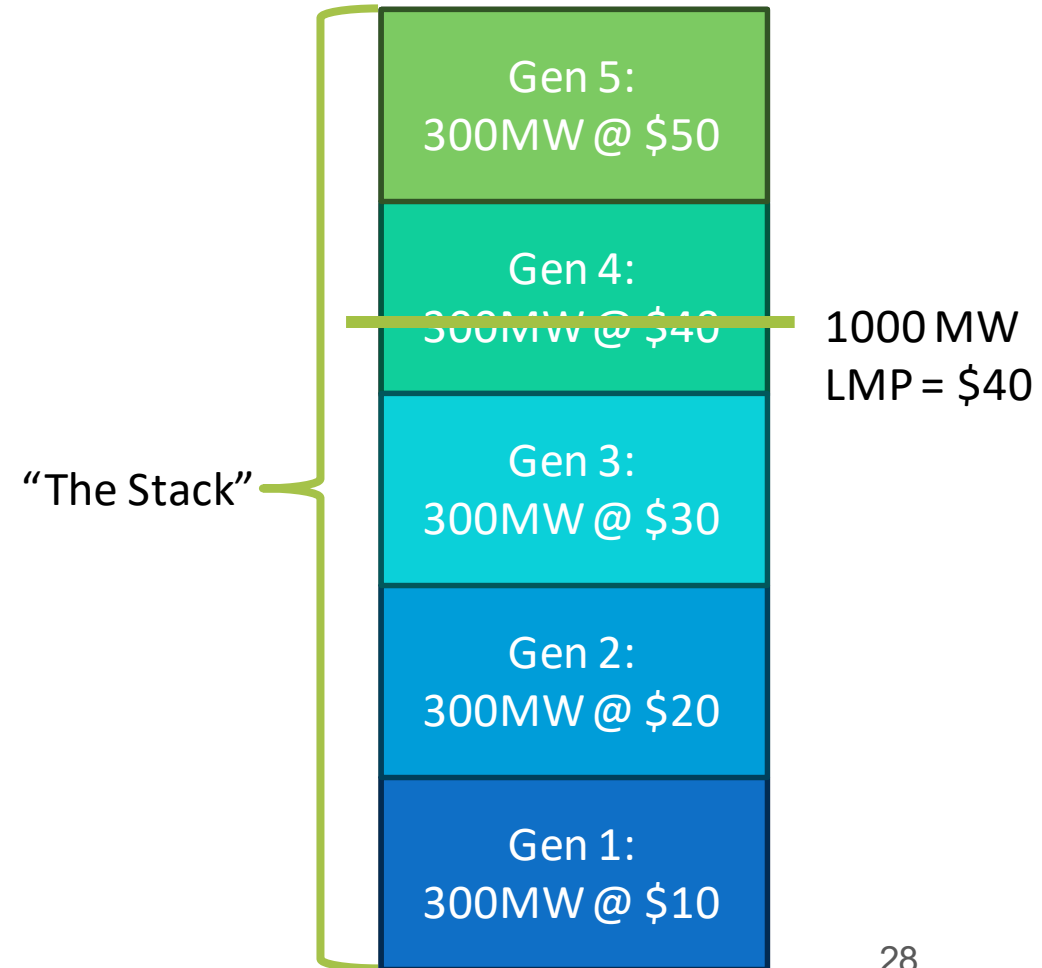 Gen 5:
300MW @ $50
Gen 4:
300MW @ $40
1000 MW
LMP = $40
Gen 3:
300MW @ $30
“The Stack”
Gen 2:
300MW @ $20
Gen 1:
300MW @ $10
28